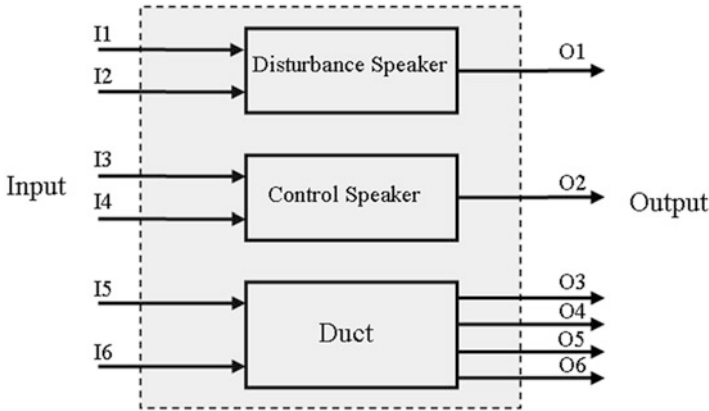 I1
I2
Disturbance Speaker
O1
Input
I3
I4
Control Speaker
O2
Output
I5
I6
Duct
O3
O4
O5
O6